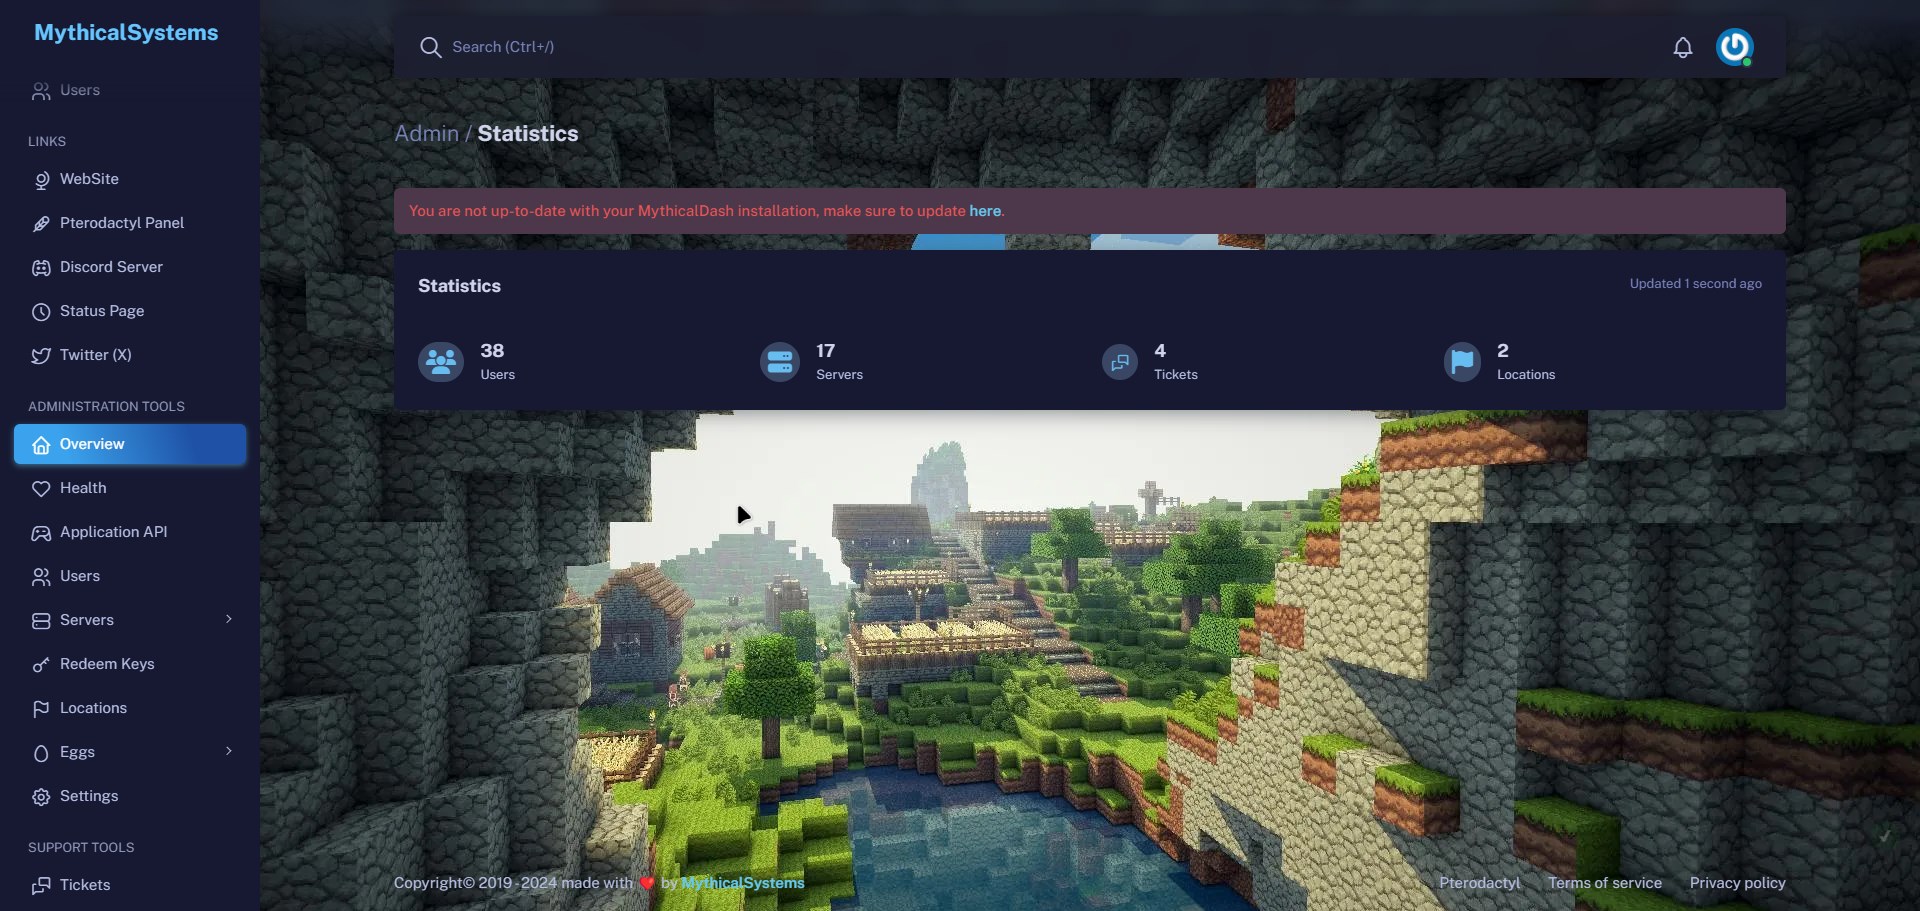 MythicalSystems
Users
LINKS
WebSite
Pterodactyl Panel
Discord Server
Status Page
Twitter (X)
ADMINISTRATION TOOLS
Overview
Health
Application API
Users
Servers
Redeem Keys
Locations
Eggs
Settings
SUPPORT TOOLS
Tickets
Search (Ctrl+/)
Admin / Statistics
You are not up-to-date with your MythicalDash installation, make sure to update here.
Statistics
Updated 1 second ago
38
Users
17
Servers
4
Tickets
2
Locations
Copyright© 2019 - 2024 made with ❤️ by MythicalSystems
Pterodactyl Terms of service Privacy policy